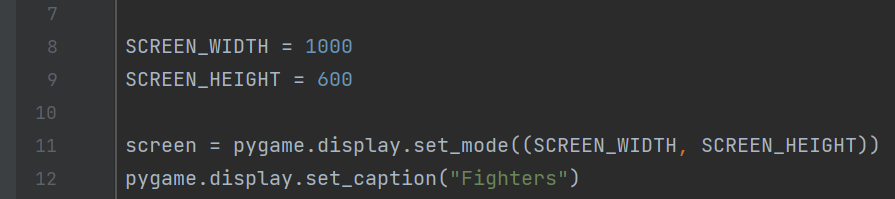 7
8 SCREEN_WIDTH = 1000
9 SCREEN_HEIGHT = 600
10
11 screen = pygame.display.set_mode((SCREEN_WIDTH, SCREEN_HEIGHT))
12 pygame.display.set_caption("Fighters")